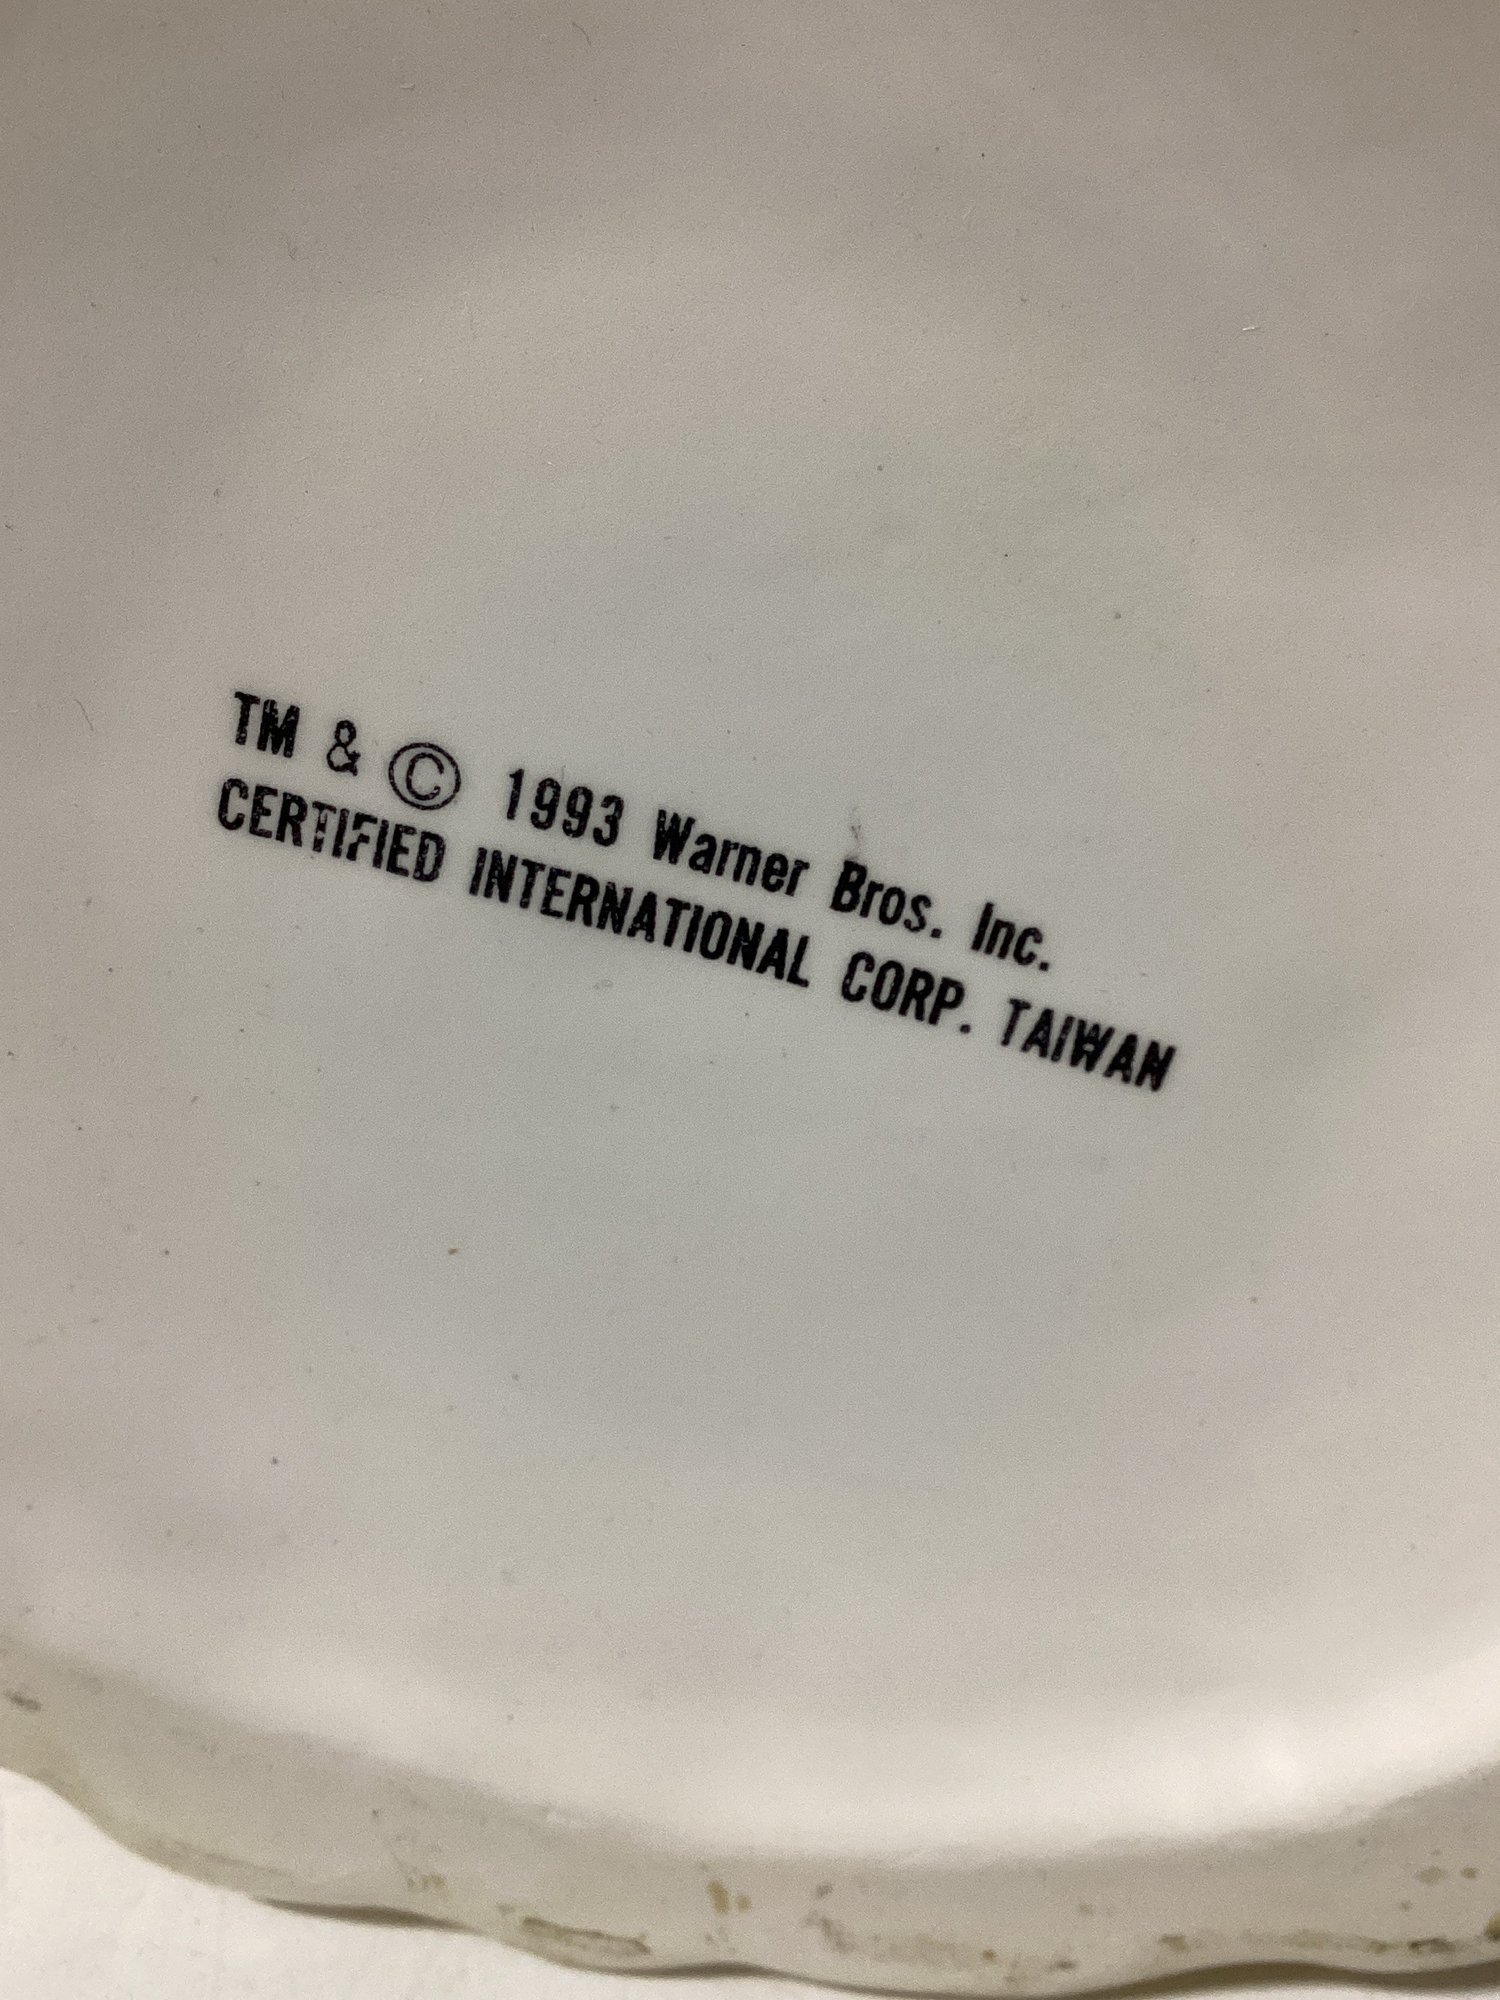 TM & © 1993 Warner Bros. Inc.
CERTIFIED INTERNATIONAL CORP. TAIWAN